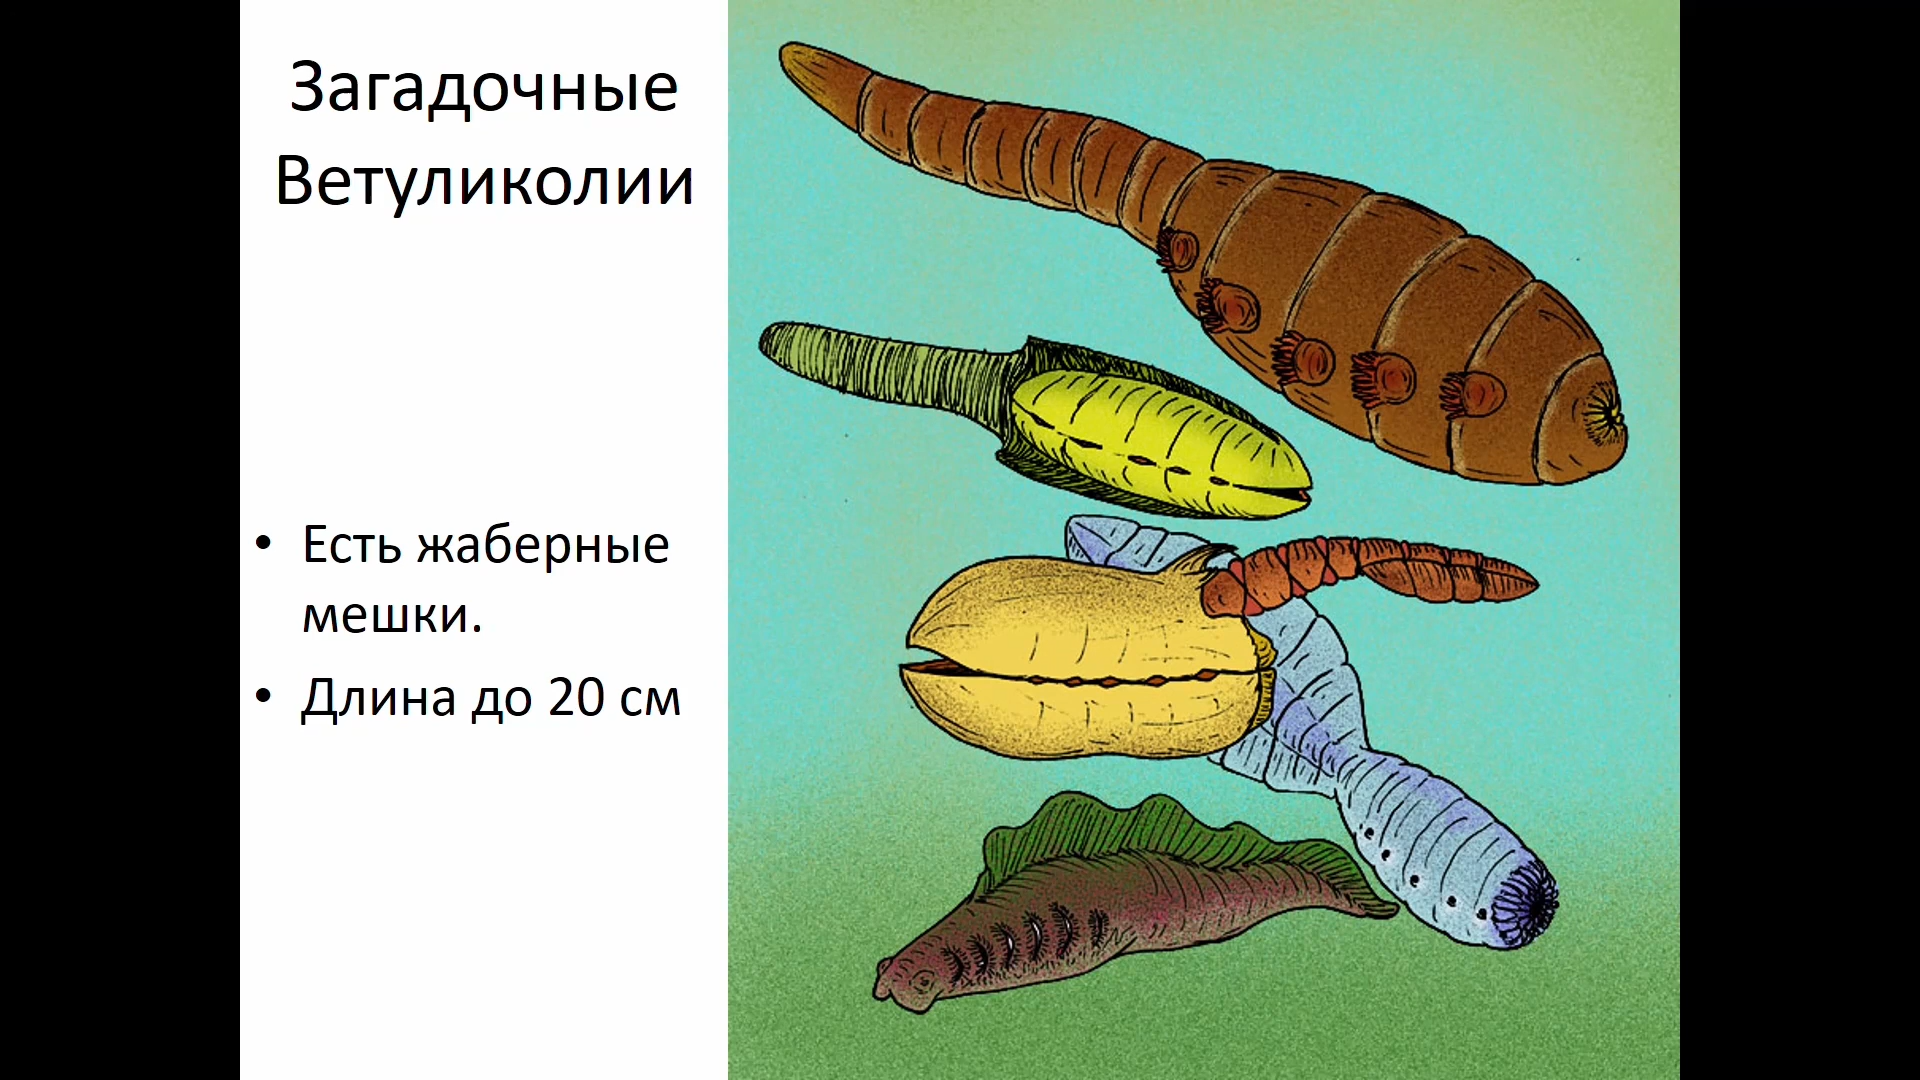 Загадочные
Ветуликолии
• Есть жаберные
мешки.
• Длина до 20 см